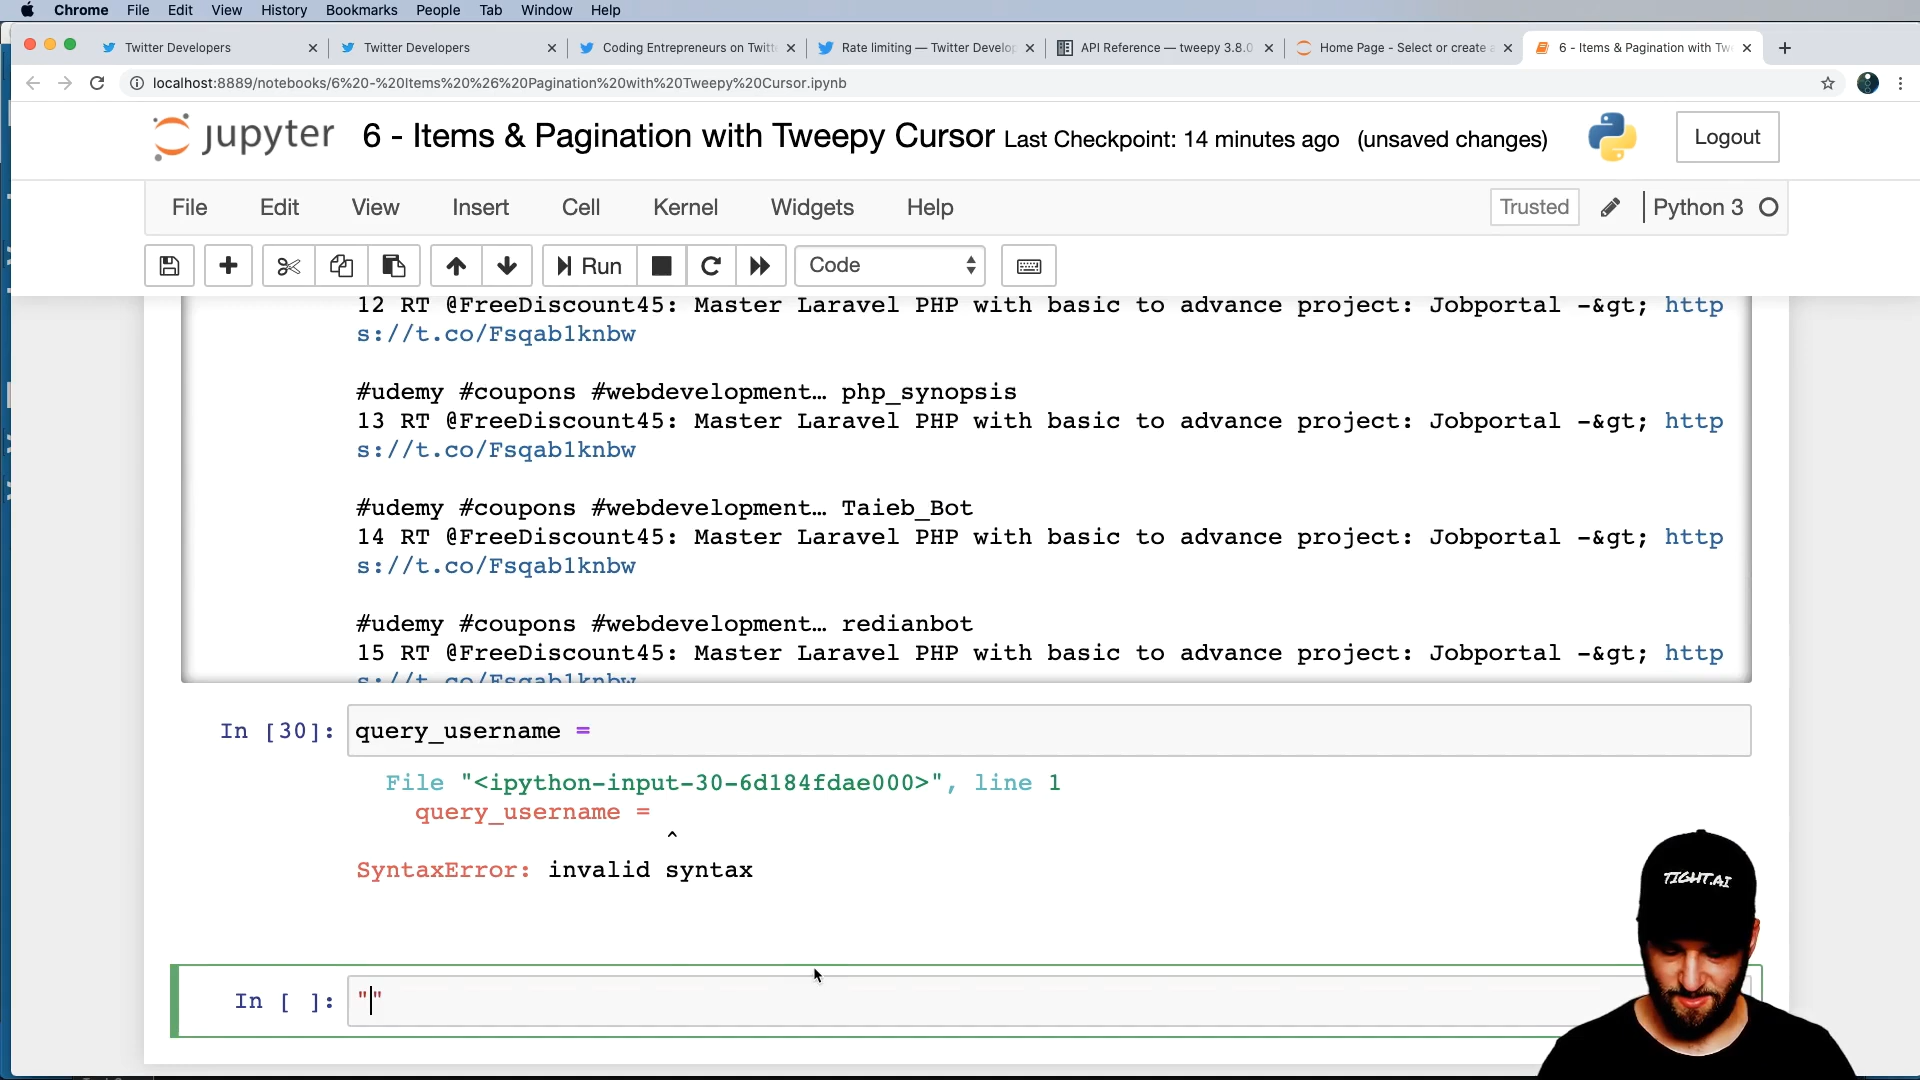 Chrome File Edit View History Bookmarks People Tab Window Help
Twitter Developers
Twitter Developers
Coding Entrepreneurs on Twitt
Rate limiting — Twitter Develop
API Reference — tweepy 3.8.0
Home Page - Select or create a
6 - Items & Pagination with Tw
localhost:8889/notebooks/6%20-%20Items%20%26%20Pagination%20with%20Tweepy%20Cursor.ipynb
jupyter 6 - Items & Pagination with Tweepy Cursor Last Checkpoint: 14 minutes ago (unsaved changes) Logout
File Edit View Insert Cell Kernel Widgets Help Trusted Python 3
Run Code
12 RT @FreeDiscount45: Master Laravel PHP with basic to advance project: Jobportal -&gt; http
s://t.co/Fsqab1knbw
#udemy #coupons #webdevelopment… php_synopsis
13 RT @FreeDiscount45: Master Laravel PHP with basic to advance project: Jobportal -&gt; http
s://t.co/Fsqab1knbw
#udemy #coupons #webdevelopment… Taieb_Bot
14 RT @FreeDiscount45: Master Laravel PHP with basic to advance project: Jobportal -&gt; http
s://t.co/Fsqab1knbw
#udemy #coupons #webdevelopment… redianbot
15 RT @FreeDiscount45: Master Laravel PHP with basic to advance project: Jobportal -&gt; http
s://t.co/Fsqab1knbw
In [30]: query_username =
File "<ipython-input-30-6d184fdae000>", line 1
query_username =
^
SyntaxError: invalid syntax
TIGHT.AI
In [ ]: ""